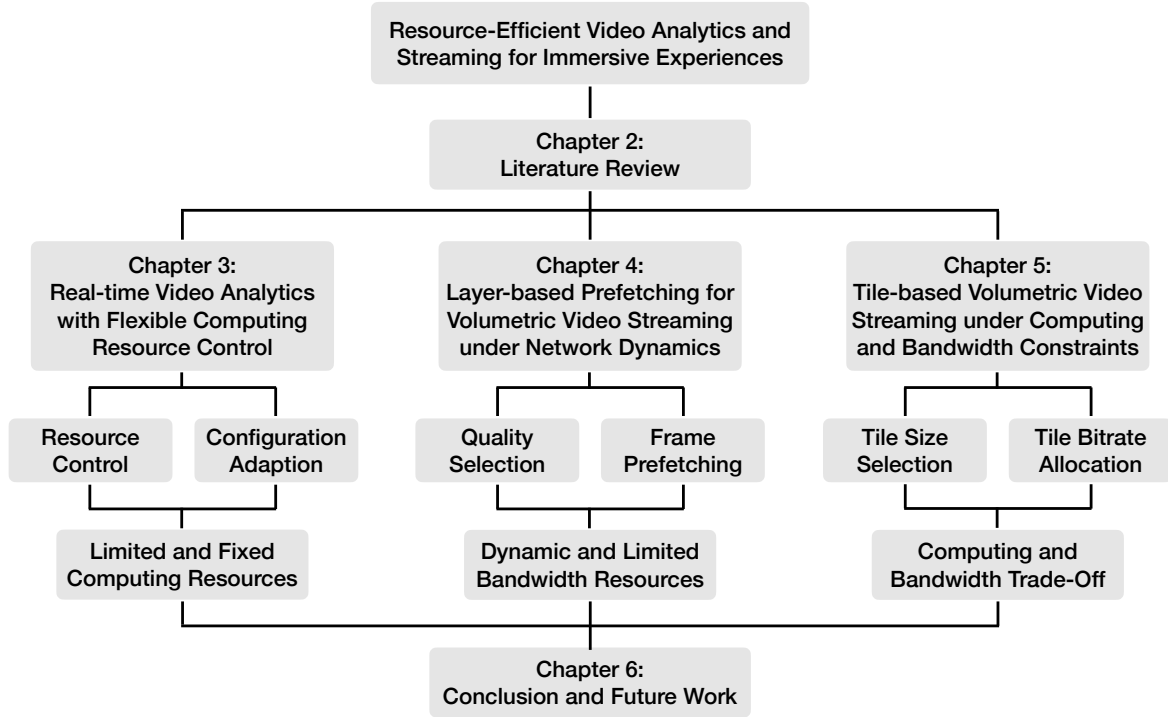 Resource-Efficient Video Analytics and
Streaming for Immersive Experiences
Chapter 2:
Literature Review
Chapter 3:
Real-time Video Analytics
with Flexible Computing
Resource Control
Chapter 4:
Layer-based Prefetching for
Volumetric Video Streaming
under Network Dynamics
Chapter 5:
Tile-based Volumetric Video
Streaming under Computing
and Bandwidth Constraints
Resource
Control
Configuration
Adaption
Quality
Selection
Frame
Prefetching
Tile Size
Selection
Tile Bitrate
Allocation
Limited and Fixed
Computing Resources
Dynamic and Limited
Bandwidth Resources
Computing and
Bandwidth Trade-Off
Chapter 6:
Conclusion and Future Work